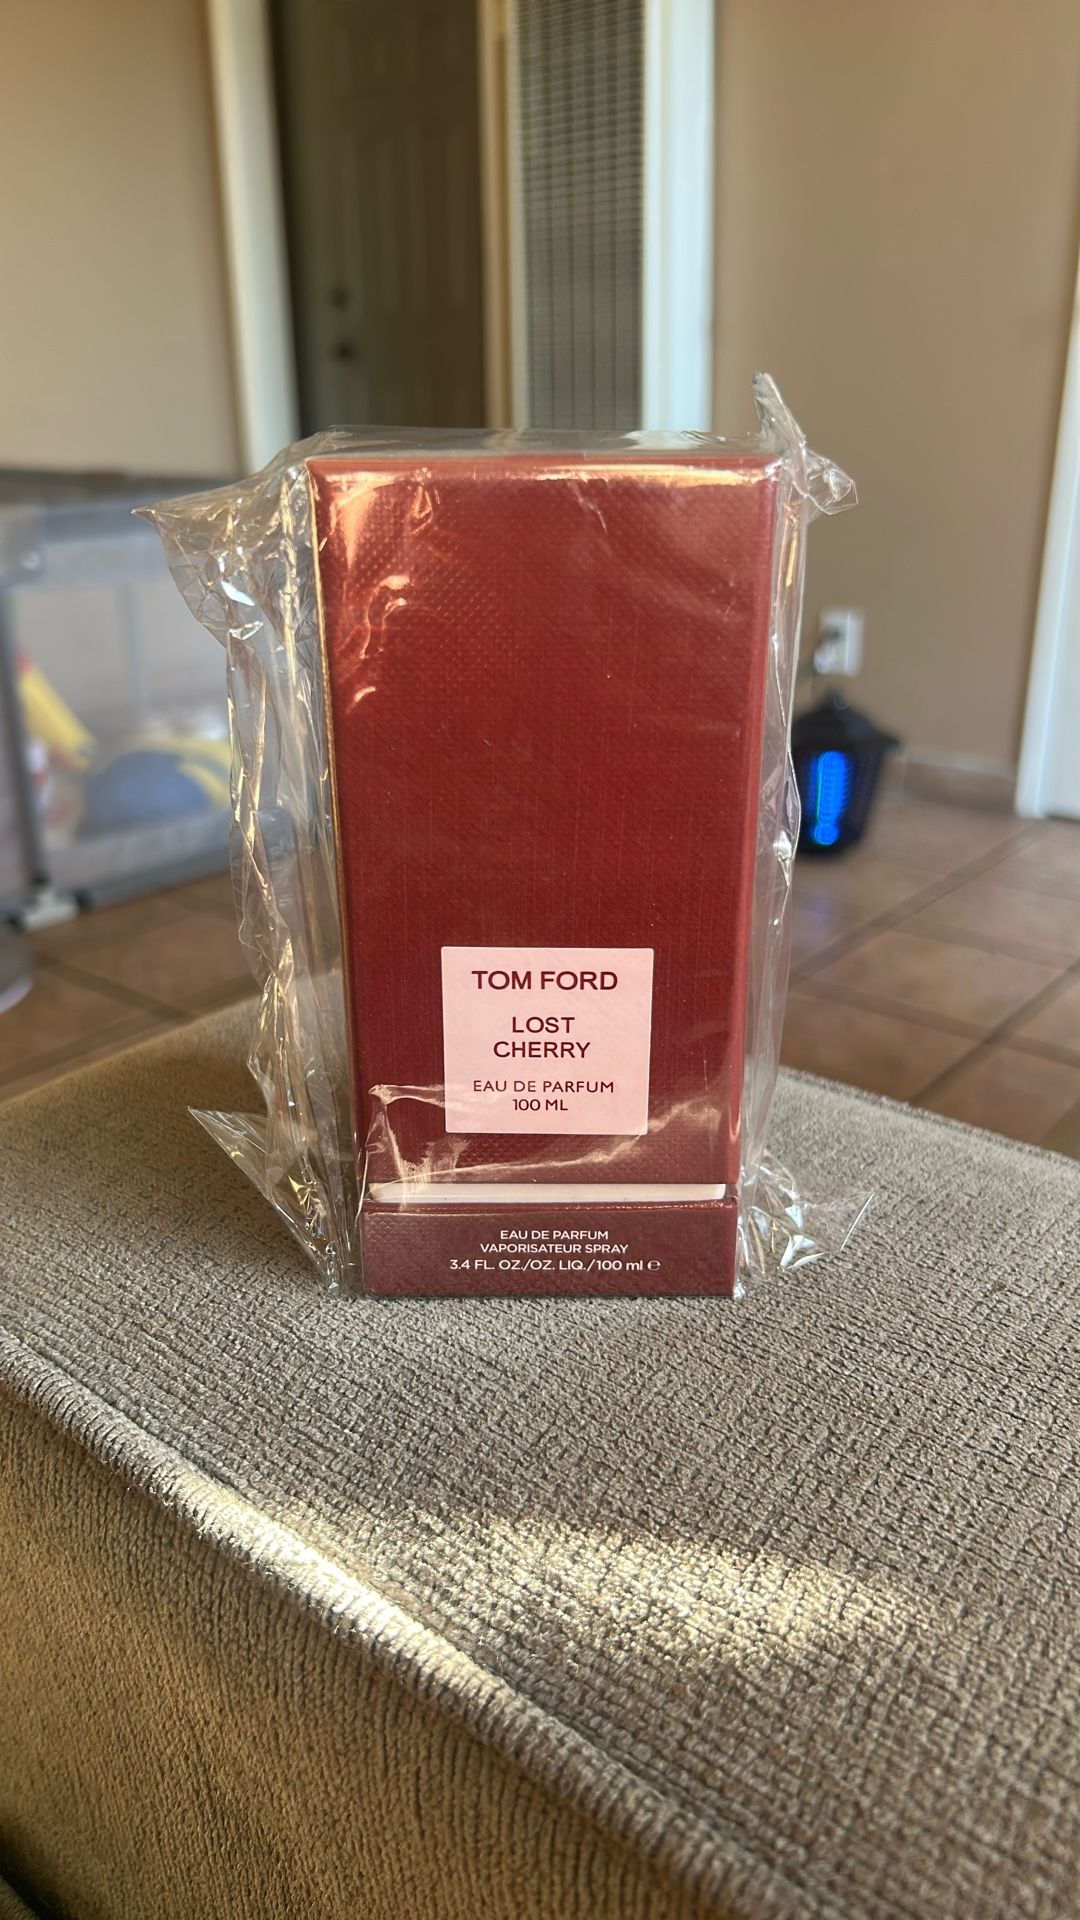 TOM FORD
LOST
CHERRY
EAU DE PARFUM
100 ML
EAU DE PARFUM
VAPORISATEUR SPRAY
3.4 FL. OZ./OZ. LIQ./100 ml ℮